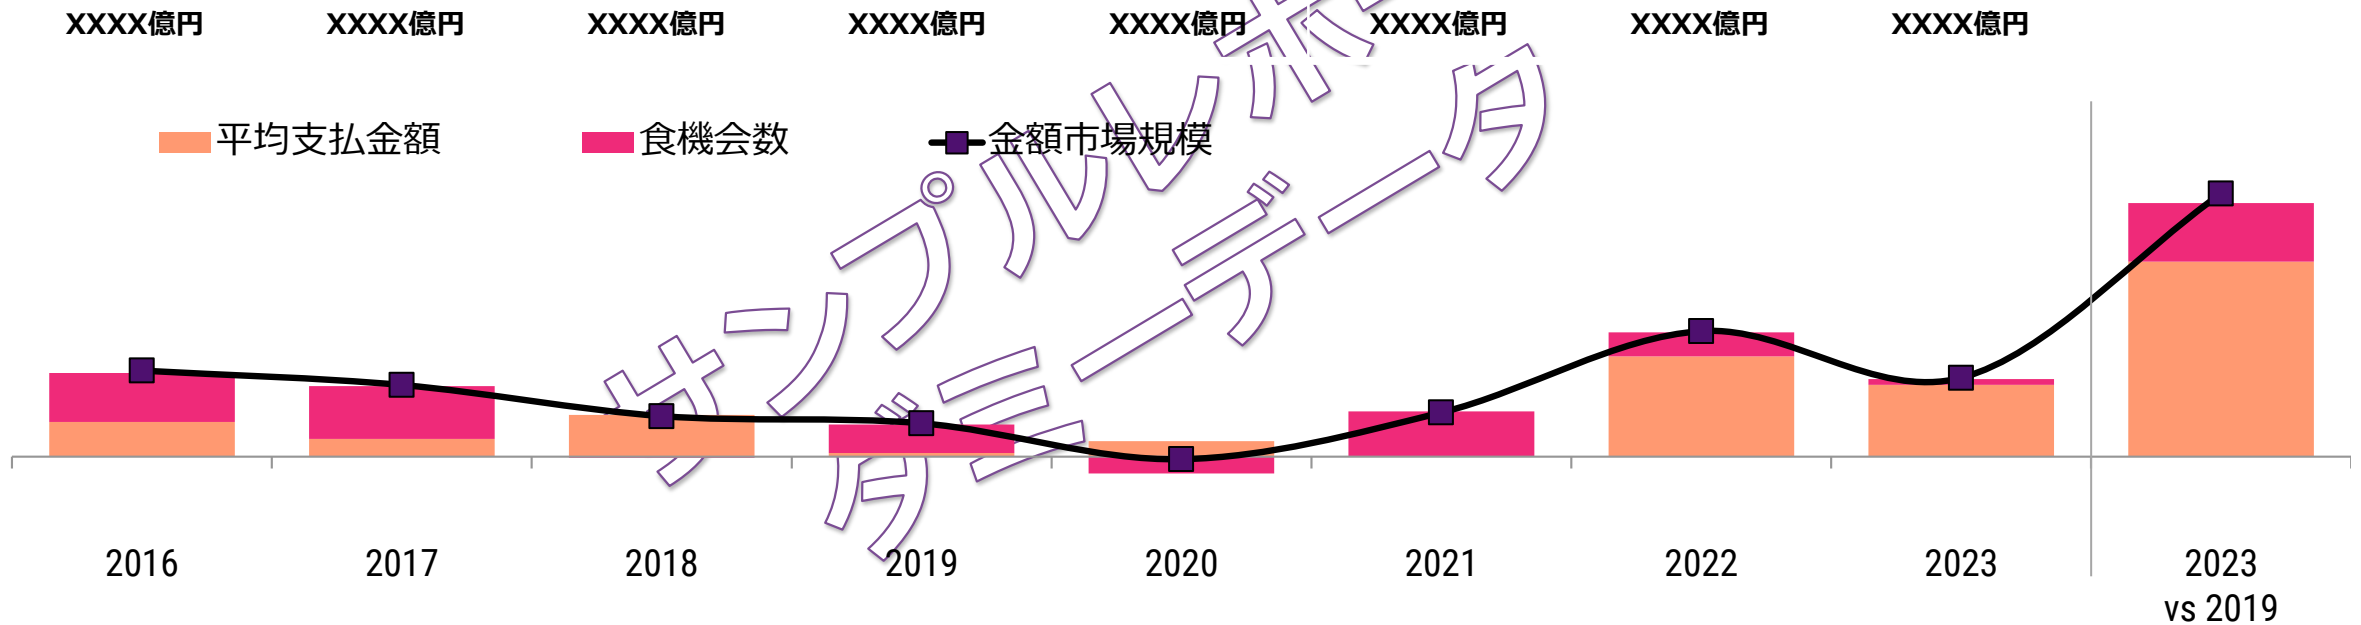 XXXX億円 XXXX億円 XXXX億円 XXXX億円 XXXX億円 XXXX億円 XXXX億円 XXXX億円
平均支払金額 食機会数 金額市場規模
サンプルレポー
ダミーデータ
2016 2017 2018 2019 2020 2021 2022 2023 2023
vs 2019